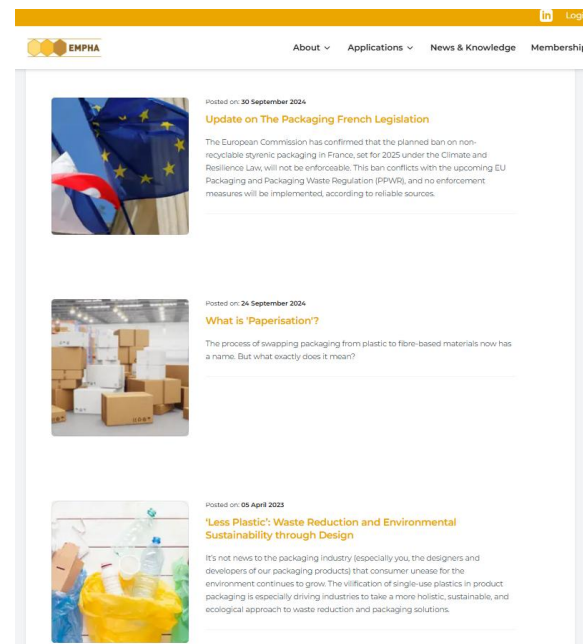 in Logi
EMPHA
About Applications News & Knowledge Membership
Posted on: 30 September 2024
Update on The Packaging French Legislation
The European Commission has confirmed that the planned ban on non-
recyclable styrenic packaging in France, set for 2025 under the Climate and
Resilience Law, will not be enforceable. This ban conflicts with the upcoming EU
Packaging and Packaging Waste Regulation (PPWR), and no enforcement
measures will be implemented, according to reliable sources.
Posted on: 24 September 2024
What is 'Paperisation'?
The process of swapping packaging from plastic to fibre-based materials now has
a name. But what exactly does it mean?
Posted on: 05 April 2023
'Less Plastic': Waste Reduction and Environmental
Sustainability through Design
It's not news to the packaging industry (especially you, the designers and
developers of our packaging products) that consumer unease for the
environment continues to grow. The vilification of single-use plastics in product
packaging is especially driving industries to take a more holistic, sustainable, and
ecological approach to waste reduction and packaging solutions.